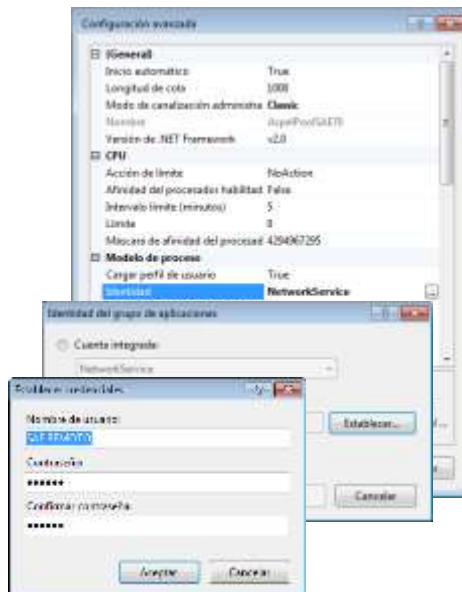 Configuración avanzada
(General)
Inicio automático True
Longitud de cola 1000
Modo de canalización administra Classic
Nombre AspelPoolSAE70
Versión de .NET Framework v2.0
CPU
Acción de límite NoAction
Afinidad del procesador habilitad False
Intervalo límite (minutos) 5
Límite 0
Máscara de afinidad del procesad 4294967295
Modelo de proceso
Cargar perfil de usuario True
Identidad NetworkService
Identidad del grupo de aplicaciones
Cuenta integrada:
NetworkService
Establecer...
Cancelar
Establecer credenciales
Nombre de usuario:
SAE REMOTO
Contraseña:
••••••
Confirmar contraseña:
••••••
Aceptar Cancelar